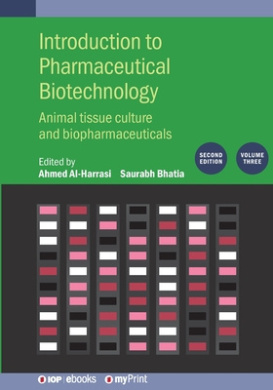 Introduction to
Pharmaceutical
Biotechnology
Animal tissue culture
and biopharmaceuticals
Edited by
Ahmed Al-Harrasi Saurabh Bhatia
SECOND
EDITION
VOLUME
THREE
IOP ebooks myPrint